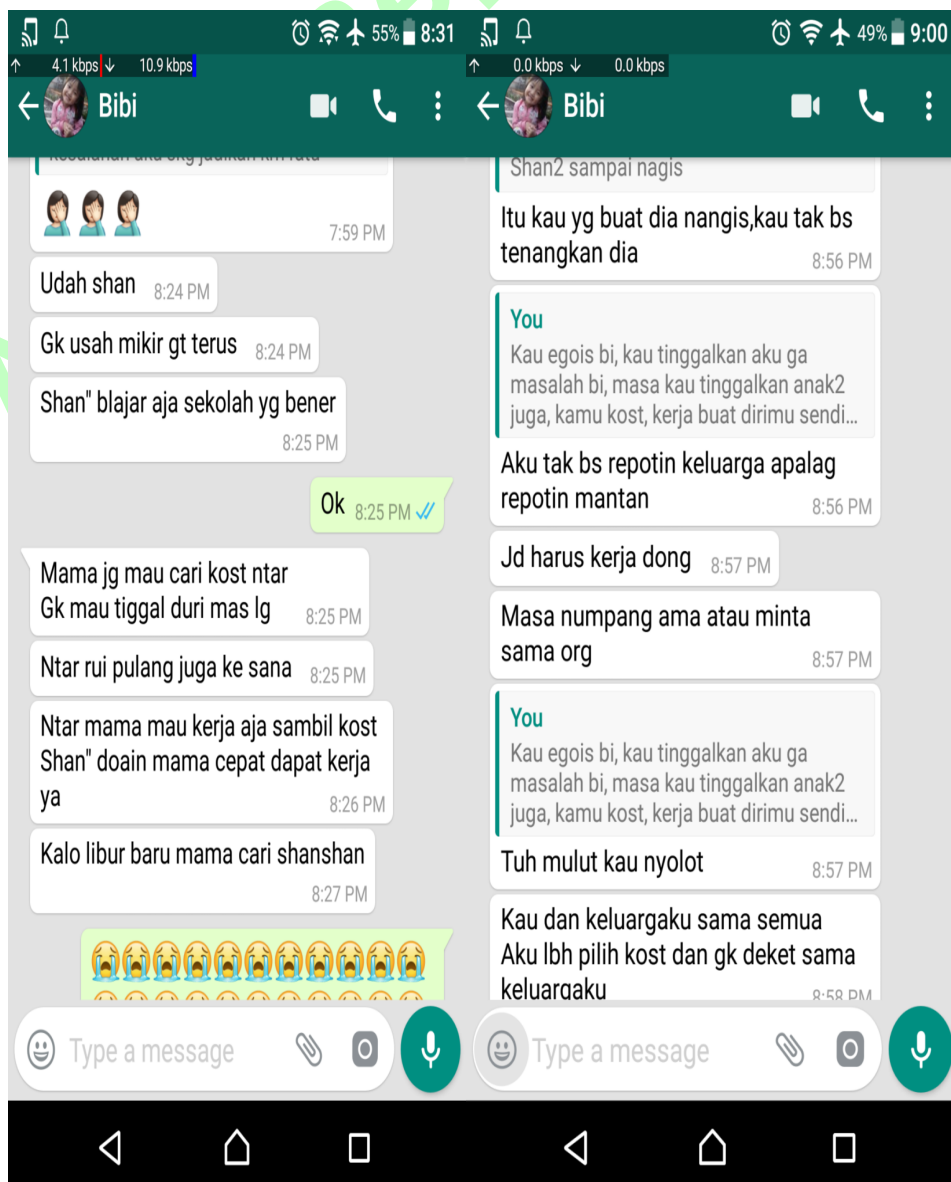 55% 8:31
4.1 kbps 10.9 kbps
Bibi
7:59 PM
Udah shan 8:24 PM
Gk usah mikir gt terus 8:24 PM
Shan" blajar aja sekolah yg bener
8:25 PM
Ok 8:25 PM
Mama jg mau cari kost ntar
Gk mau tiggal duri mas lg 8:25 PM
Ntar rui pulang juga ke sana 8:25 PM
Ntar mama mau kerja aja sambil kost
Shan" doain mama cepat dapat kerja
ya 8:26 PM
Kalo libur baru mama cari shanshan
8:27 PM
Type a message
49% 9:00
0.0 kbps 0.0 kbps
Bibi
Shan2 sampai nagis
Itu kau yg buat dia nangis,kau tak bs
tenangkan dia 8:56 PM
You
Kau egois bi, kau tinggalkan aku ga
masalah bi, masa kau tinggalkan anak2
juga, kamu kost, kerja buat dirimu sendi...
Aku tak bs repotin keluarga apalag
repotin mantan 8:56 PM
Jd harus kerja dong 8:57 PM
Masa numpang ama atau minta
sama org 8:57 PM
You
Kau egois bi, kau tinggalkan aku ga
masalah bi, masa kau tinggalkan anak2
juga, kamu kost, kerja buat dirimu sendi...
Tuh mulut kau nyolot 8:57 PM
Kau dan keluargaku sama semua
Aku lbh pilih kost dan gk deket sama
keluargaku 8:58 PM
Type a message